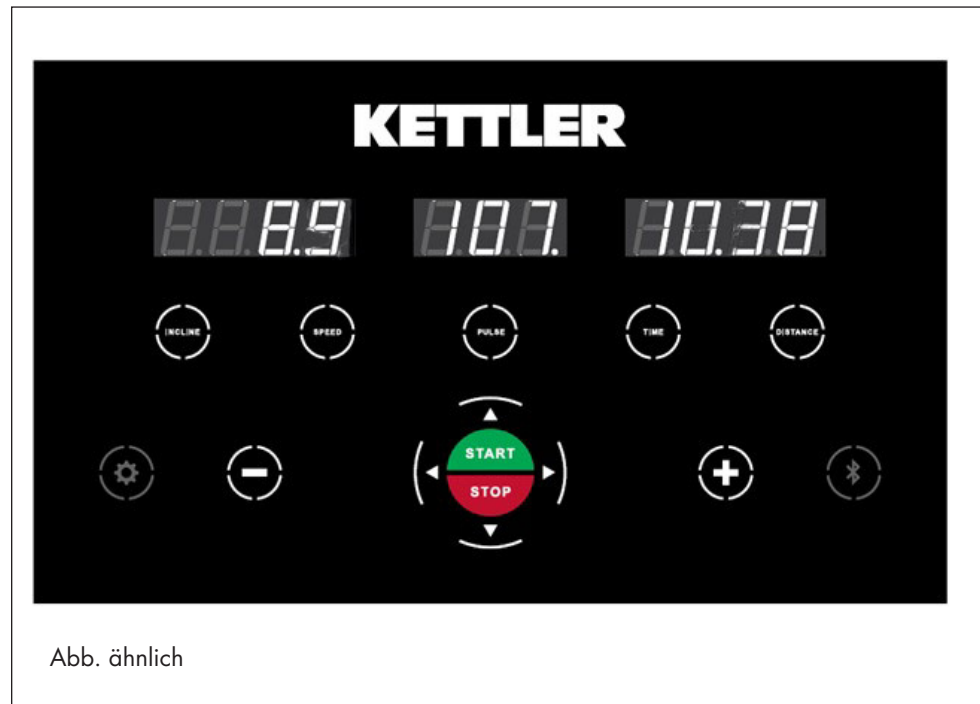 KETTLER
8.9 107. 10.38
INCLINE SPEED PULSE TIME DISTANCE
START
STOP
Abb. ähnlich